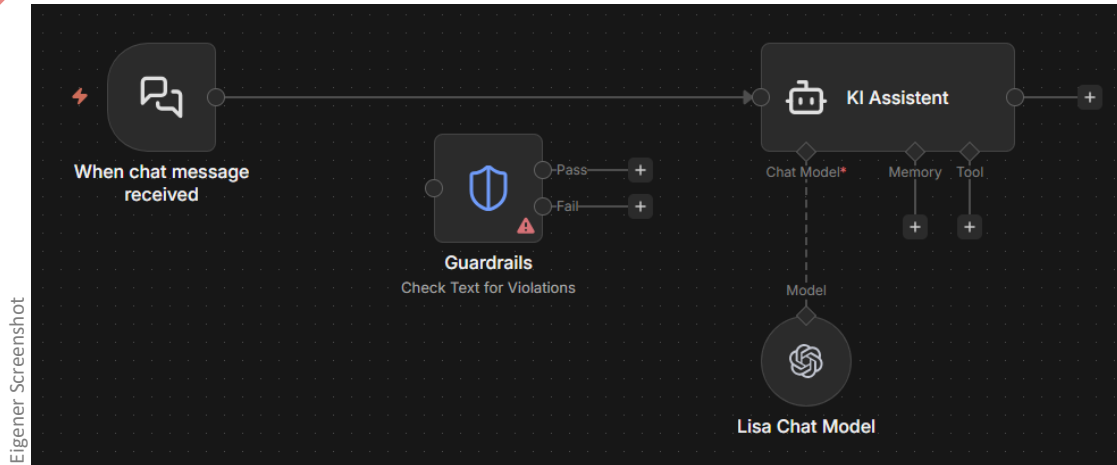 When chat message
received
KI Assistent
Pass
Fail
Guardrails
Check Text for Violations
Chat Model*
Memory
Tool
Model
Lisa Chat Model
Eigener Screenshot